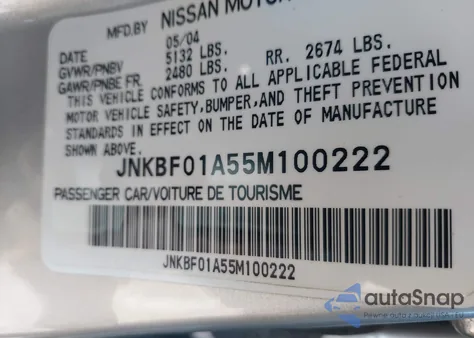 MFD.BY NISSAN MOTOR
DATE 05/04
GVWR/PNBV 5132 LBS.
GAWR/PNBE FR. 2480 LBS. RR. 2674 LBS.
THIS VEHICLE CONFORMS TO ALL APPLICABLE FEDERAL
MOTOR VEHICLE SAFETY, BUMPER, AND THEFT PREVENTION
STANDARDS IN EFFECT ON THE DATE OF MANUFACTURE
SHOWN ABOVE.
JNKBF01A55M100222
PASSENGER CAR/VOITURE DE TOURISME
JNKBF01A55M100222
autoSnap